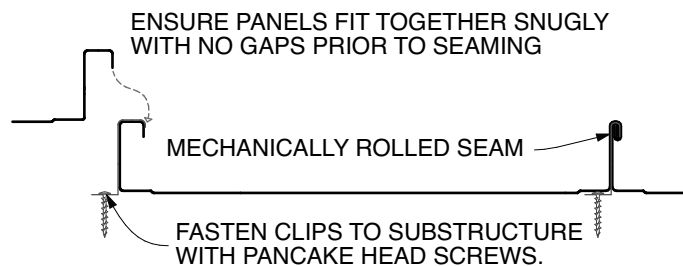 ENSURE PANELS FIT TOGETHER SNUGLY
WITH NO GAPS PRIOR TO SEAMING
MECHANICALLY ROLLED SEAM
FASTEN CLIPS TO SUBSTRUCTURE
WITH PANCAKE HEAD SCREWS.